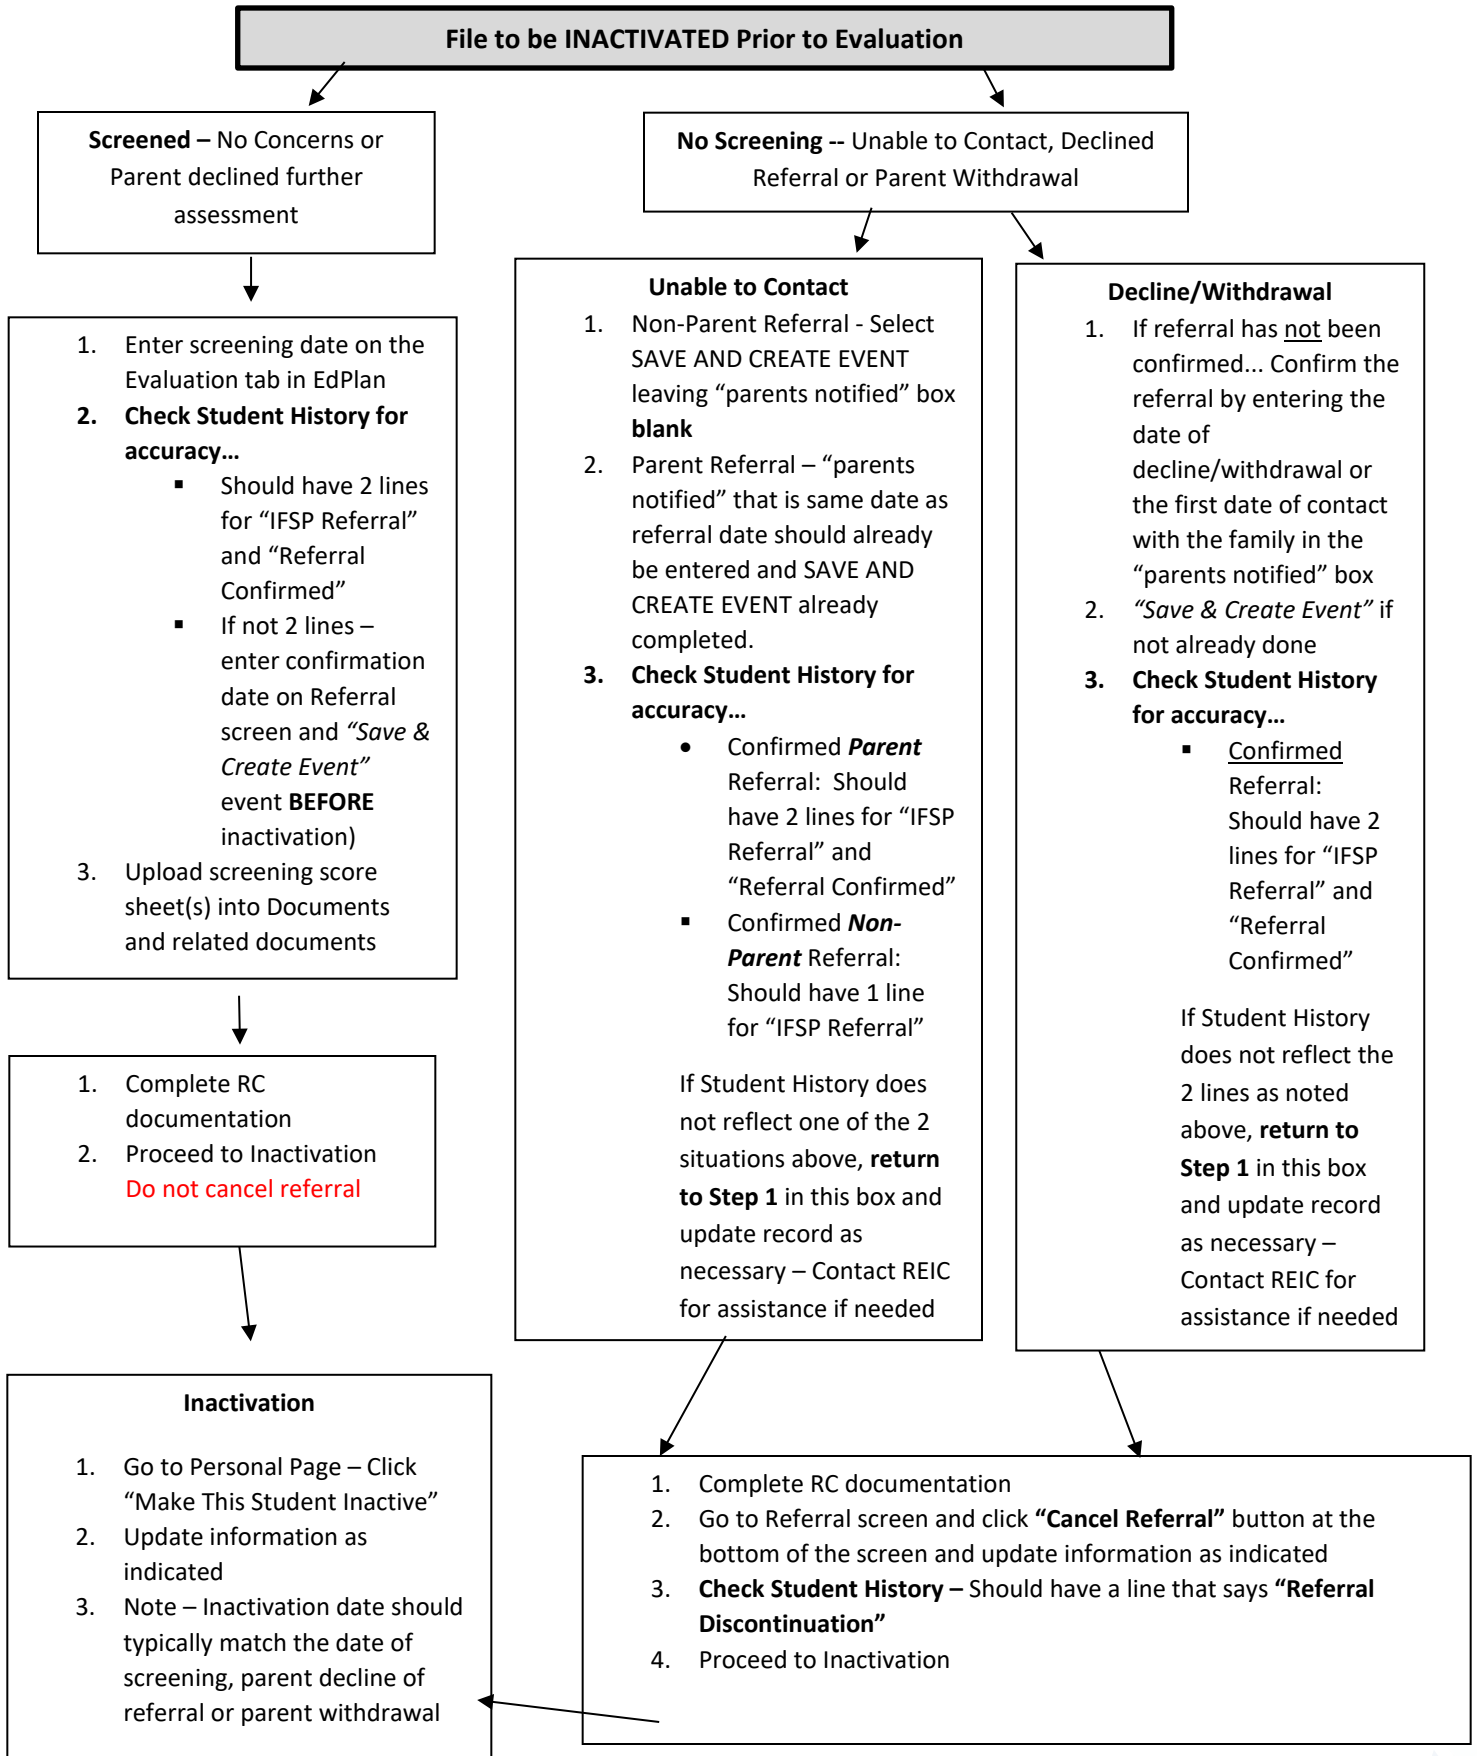 File to be INACTIVATED Prior to Evaluation
Screened – No Concerns or
Parent declined further
assessment
No Screening -- Unable to Contact, Declined
Referral or Parent Withdrawal
1. Enter screening date on the
Evaluation tab in EdPlan
2. Check Student History for
accuracy…
▪ Should have 2 lines
for “IFSP Referral”
and “Referral
Confirmed”
▪ If not 2 lines –
enter confirmation
date on Referral
screen and “Save &
Create Event”
event BEFORE
inactivation)
3. Upload screening score
sheet(s) into Documents
and related documents
Unable to Contact
1. Non-Parent Referral - Select
SAVE AND CREATE EVENT
leaving “parents notified” box
blank
2. Parent Referral – “parents
notified” that is same date as
referral date should already
be entered and SAVE AND
CREATE EVENT already
completed.
3. Check Student History for
accuracy…
• Confirmed Parent
Referral: Should
have 2 lines for “IFSP
Referral” and
“Referral Confirmed”
▪ Confirmed Non-
Parent Referral:
Should have 1 line
for “IFSP Referral”
If Student History does
not reflect one of the 2
situations above, return
to Step 1 in this box and
update record as
necessary – Contact REIC
for assistance if needed
Decline/Withdrawal
1. If referral has not been
confirmed... Confirm the
referral by entering the
date of
decline/withdrawal or
the first date of contact
with the family in the
“parents notified” box
2. “Save & Create Event” if
not already done
3. Check Student History
for accuracy…
▪ Confirmed
Referral:
Should have 2
lines for “IFSP
Referral” and
“Referral
Confirmed”
If Student History
does not reflect the
2 lines as noted
above, return to
Step 1 in this box
and update record
as necessary –
Contact REIC for
assistance if needed
1. Complete RC
documentation
2. Proceed to Inactivation
Do not cancel referral
Inactivation
1. Go to Personal Page – Click
“Make This Student Inactive”
2. Update information as
indicated
3. Note – Inactivation date should
typically match the date of
screening, parent decline of
referral or parent withdrawal
1. Complete RC documentation
2. Go to Referral screen and click “Cancel Referral” button at the
bottom of the screen and update information as indicated
3. Check Student History – Should have a line that says “Referral
Discontinuation”
4. Proceed to Inactivation